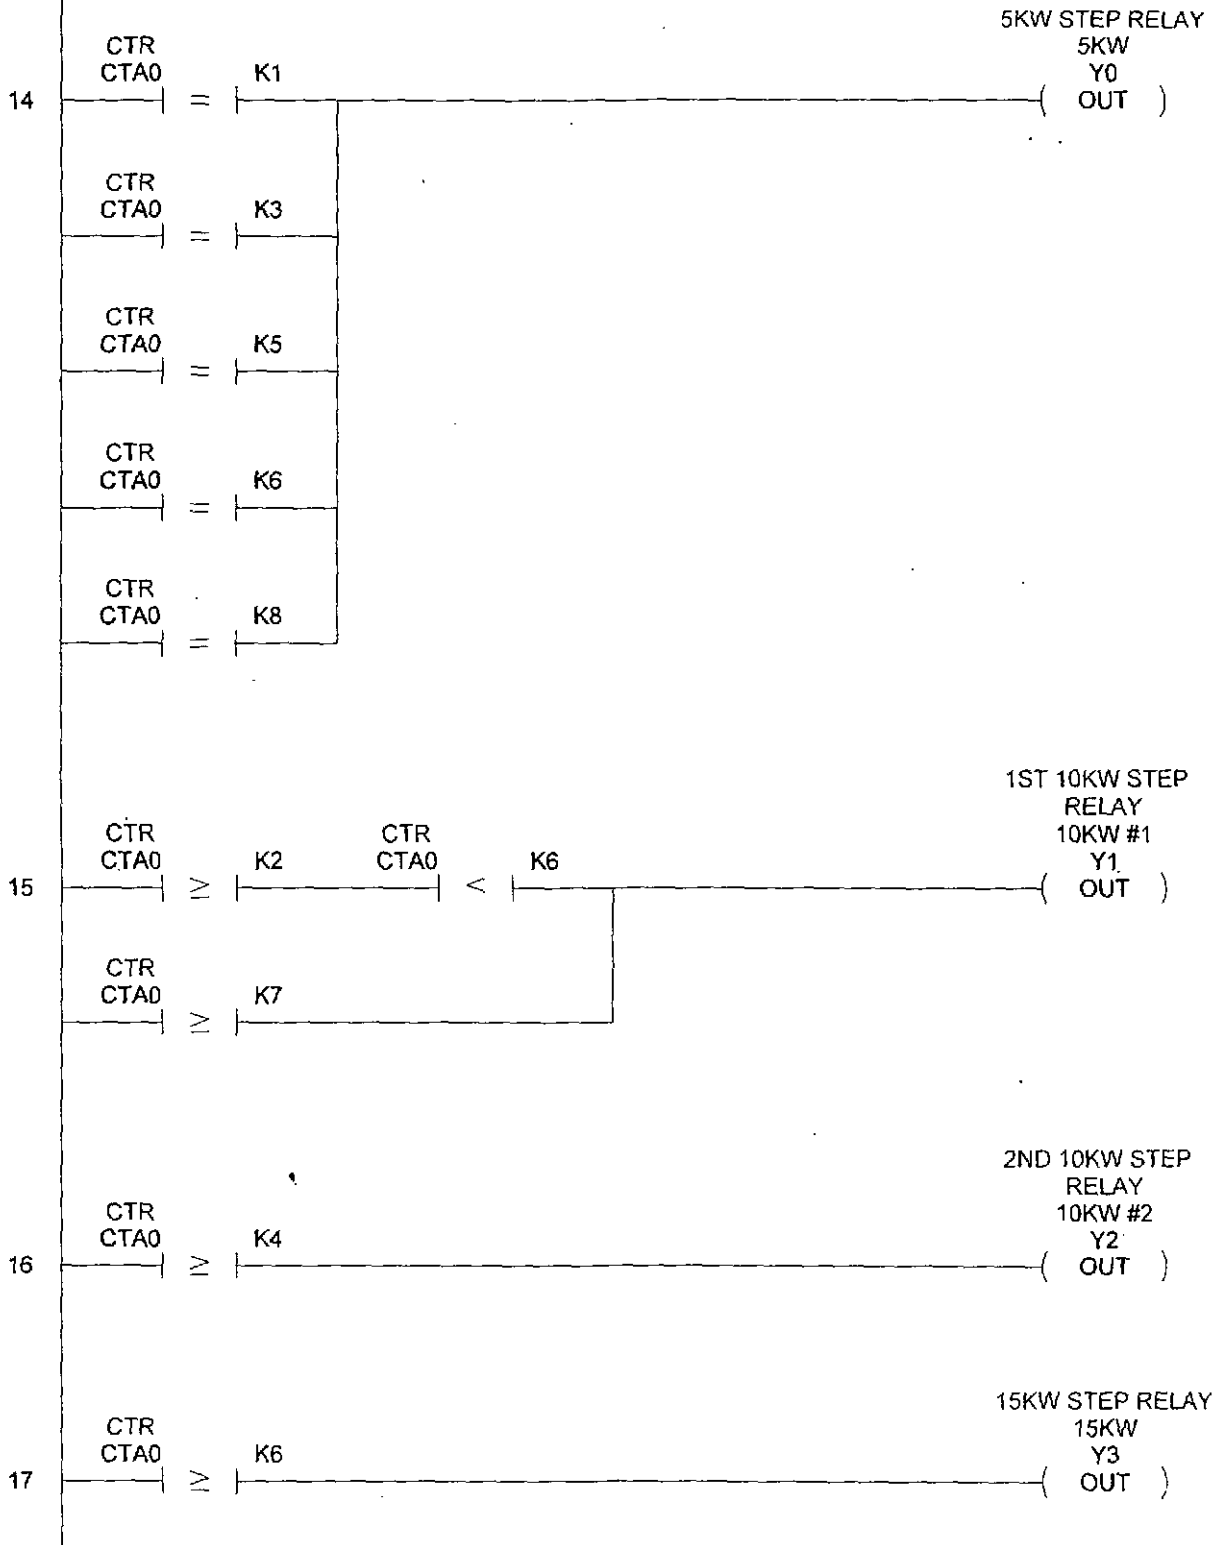 5KW STEP RELAY
5KW
Y0
OUT
14
CTR
CTA0
=
K1
CTR
CTA0
=
K3
CTR
CTA0
=
K5
CTR
CTA0
=
K6
CTR
CTA0
=
K8
1ST 10KW STEP
RELAY
10KW #1
Y1
OUT
15
CTR
CTA0
≥
K2
CTR
CTA0
<
K6
CTR
CTA0
≥
K7
2ND 10KW STEP
RELAY
10KW #2
Y2
OUT
16
CTR
CTA0
≥
K4
15KW STEP RELAY
15KW
Y3
OUT
17
CTR
CTA0
≥
K6